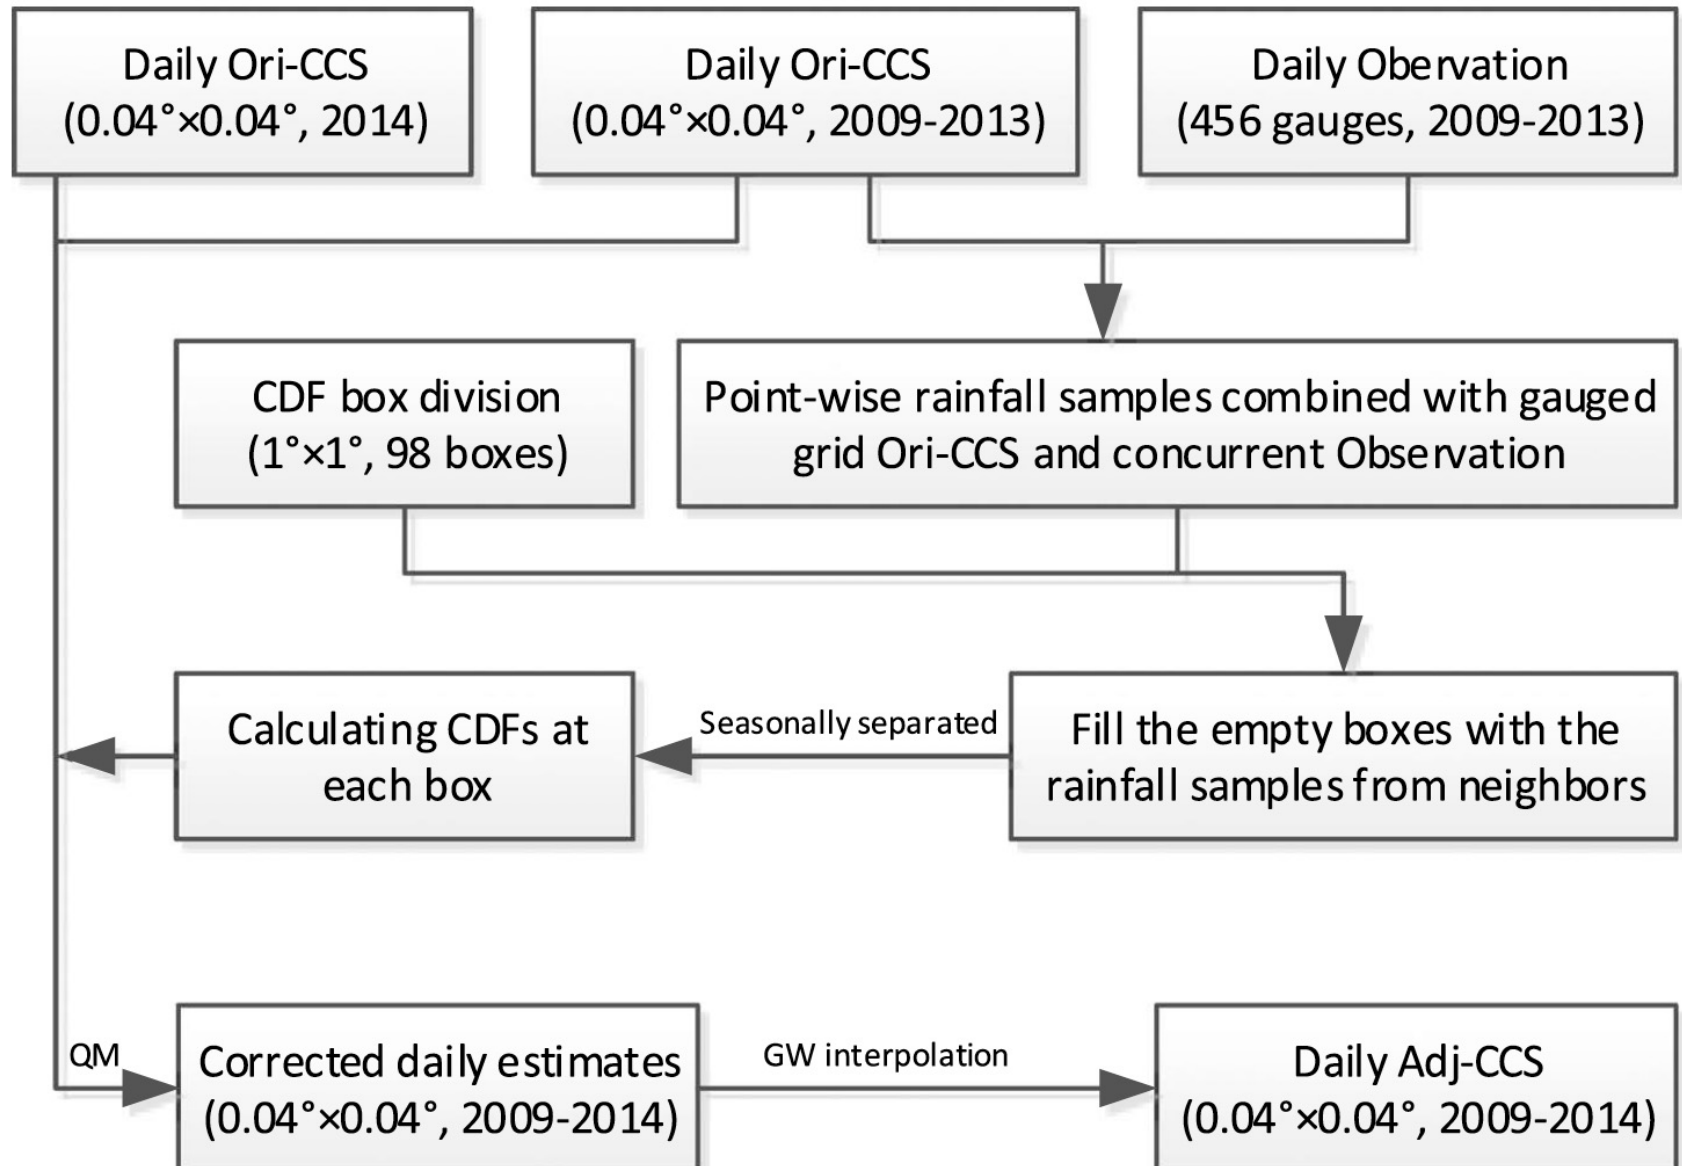 Daily Ori-CCS
(0.04°×0.04°, 2014)
Daily Ori-CCS
(0.04°×0.04°, 2009-2013)
Daily Obervation
(456 gauges, 2009-2013)
CDF box division
(1°×1°, 98 boxes)
Point-wise rainfall samples combined with gauged
grid Ori-CCS and concurrent Observation
Calculating CDFs at
each box
Seasonally separated
Fill the empty boxes with the
rainfall samples from neighbors
QM
Corrected daily estimates
(0.04°×0.04°, 2009-2014)
GW interpolation
Daily Adj-CCS
(0.04°×0.04°, 2009-2014)